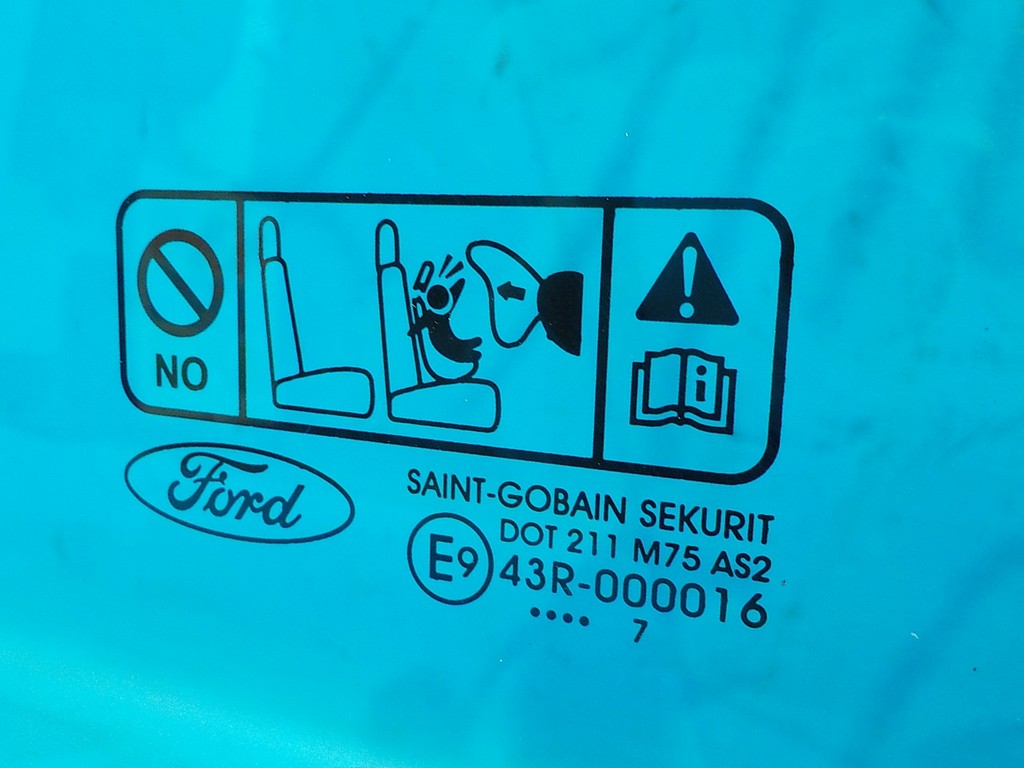 NO
Ford
SAINT-GOBAIN SEKURIT
DOT 211 M75 AS2
E9 43R-000016
.... 7